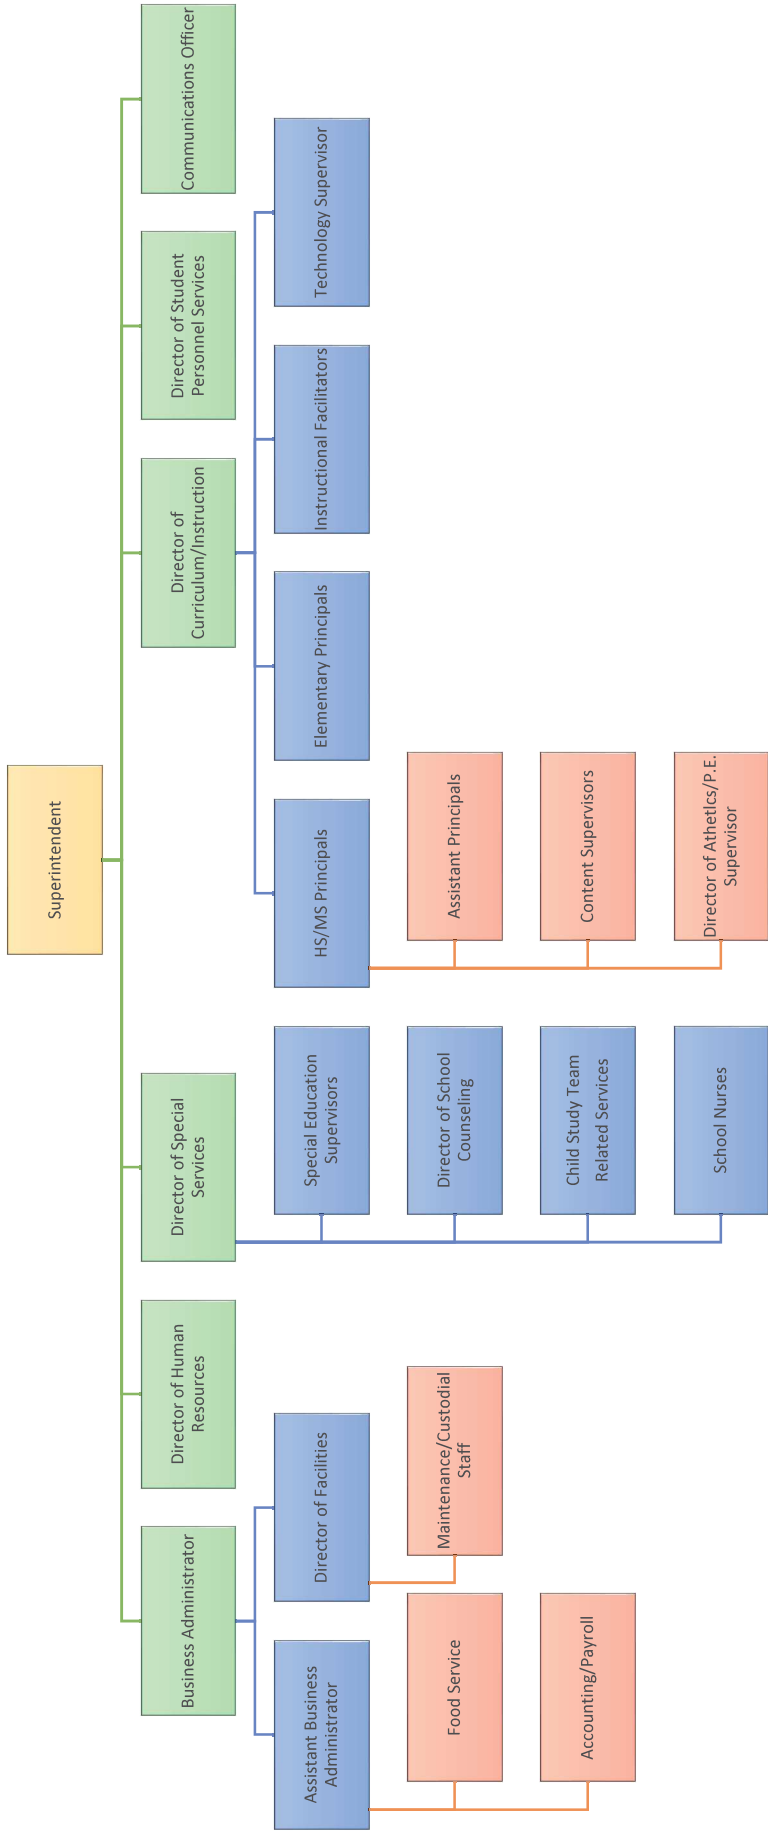 Superintendent
Business Administrator
Director of Human
Resources
Director of Special
Services
Director of
Curriculum/Instruction
Director of Student
Personnel Services
Communications Officer
Assistant Business
Administrator
Director of Facilities
Special Education
Supervisors
HS/MS Principals
Elementary Principals
Instructional Facilitators
Technology Supervisor
Food Service
Maintenance/Custodial
Staff
Director of School
Counseling
Assistant Principals
Accounting/Payroll
Child Study Team
Related Services
Content Supervisors
School Nurses
Director of Athetlcs/P.E.
Supervisor